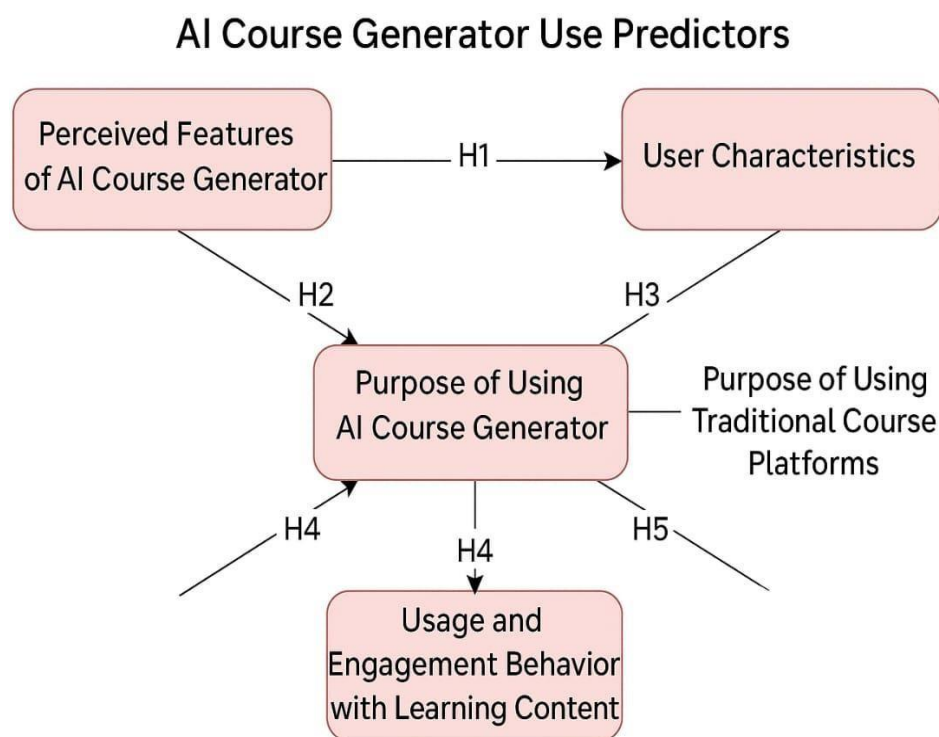 AI Course Generator Use Predictors
Perceived Features
of AI Course Generator
H1
User Characteristics
H2
H3
Purpose of Using
AI Course Generator
Purpose of Using
Traditional Course
Platforms
H4
H4
H5
Usage and
Engagement Behavior
with Learning Content